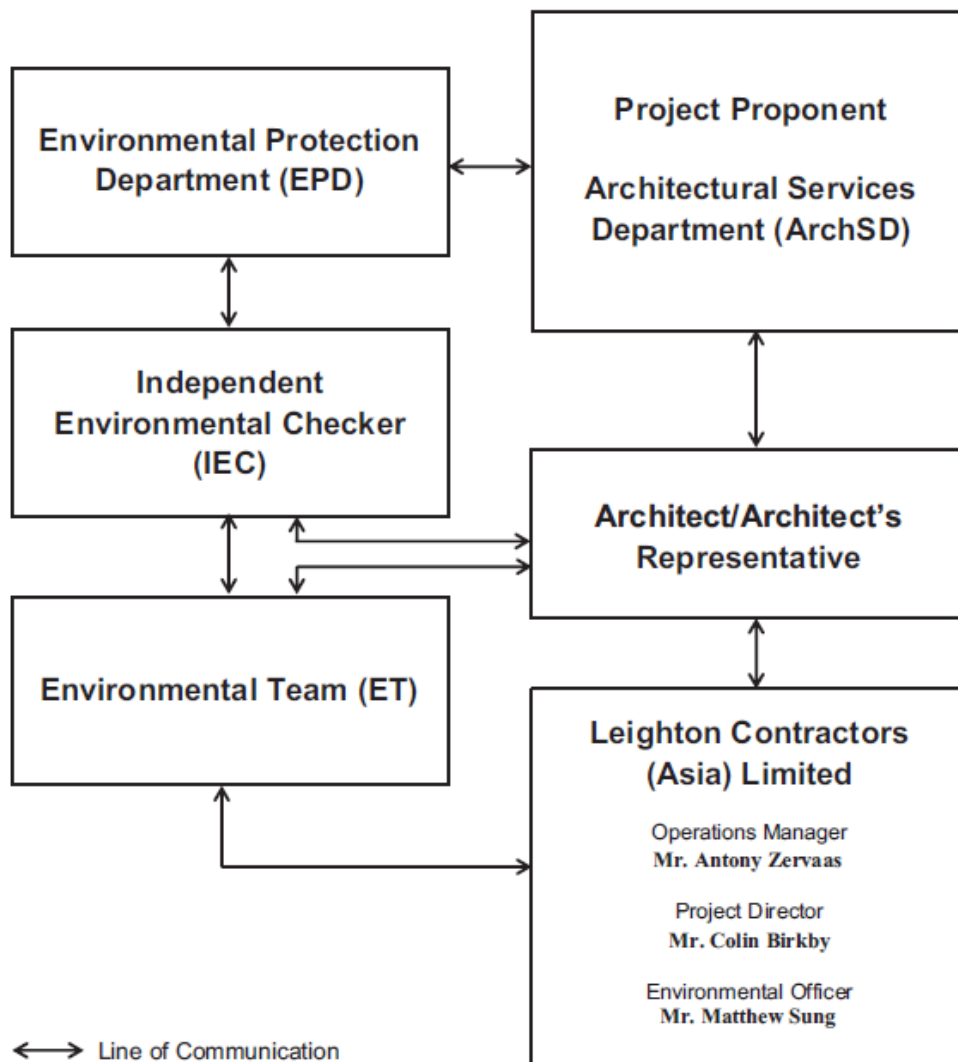 Environmental Protection
Department (EPD)
Project Proponent
Architectural Services
Department (ArchSD)
Independent
Environmental Checker
(IEC)
Architect/Architect's
Representative
Environmental Team (ET)
Leighton Contractors
(Asia) Limited
Operations Manager
Mr. Antony Zervaas
Project Director
Mr. Colin Birkby
Environmental Officer
Mr. Matthew Sung
Line of Communication